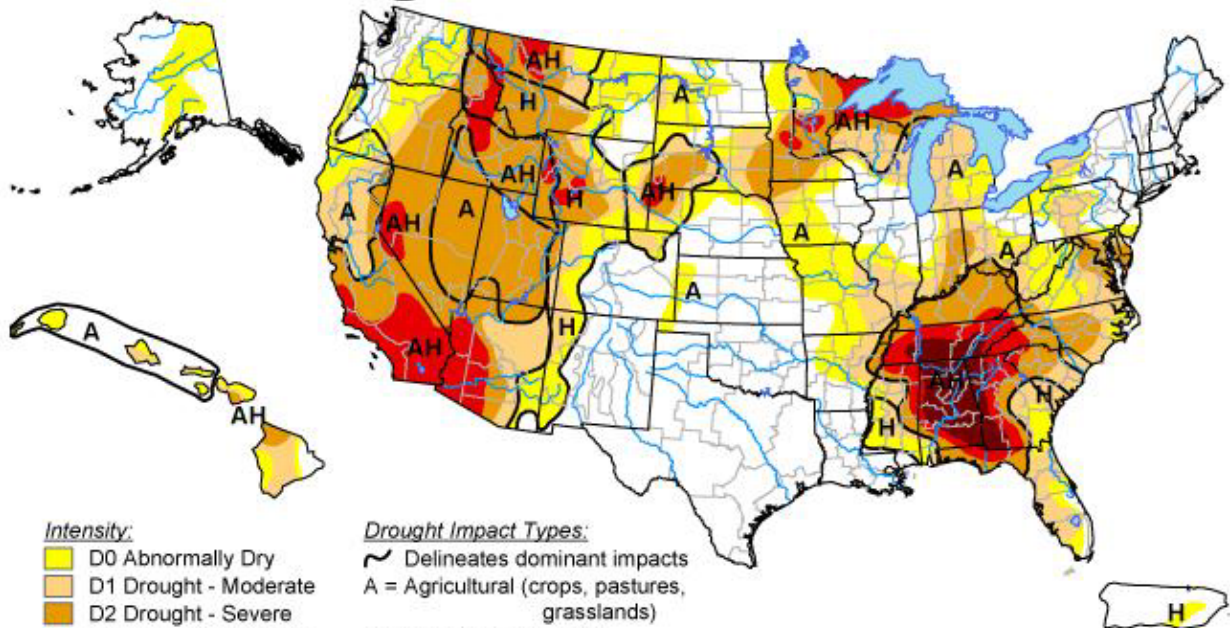 A
A
H
AH
H
A
AH
A
AH
H
AH
A
AH
A
A
A
AH
A
H
AH
AH
H
H
A
AH
H
Intensity:
D0 Abnormally Dry
D1 Drought - Moderate
D2 Drought - Severe
Drought Impact Types:
Delineates dominant impacts
A = Agricultural (crops, pastures,
grasslands)